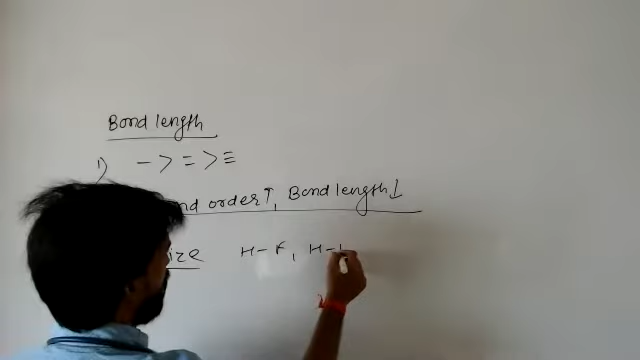 Bond length
1) - > = > ≡
nd order↑, Bond length↓
ize H-F, H-